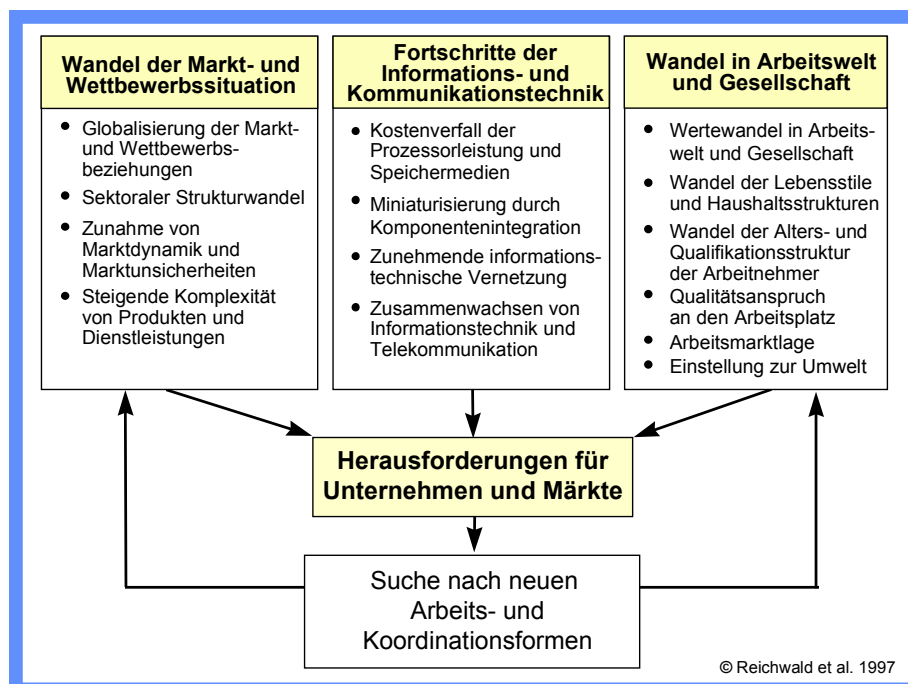 Wandel der Markt- und
Wettbewerbssituation
• Globalisierung der Markt-
und Wettbewerbs-
beziehungen
• Sektoraler Strukturwandel
• Zunahme von
Marktdynamik und
Marktunsicherheiten
• Steigende Komplexität
von Produkten und
Dienstleistungen
Fortschritte der
Informations- und
Kommunikationstechnik
• Kostenverfall der
Prozessorleistung und
Speichermedien
• Miniaturisierung durch
Komponentenintegration
• Zunehmende informations-
technische Vernetzung
• Zusammenwachsen von
Informationstechnik und
Telekommunikation
Wandel in Arbeitswelt
und Gesellschaft
• Wertewandel in Arbeits-
welt und Gesellschaft
• Wandel der Lebensstile
und Haushaltsstrukturen
• Wandel der Alters- und
Qualifikationsstruktur
der Arbeitnehmer
• Qualitätsanspruch
an den Arbeitsplatz
• Arbeitsmarktlage
• Einstellung zur Umwelt
Herausforderungen für
Unternehmen und Märkte
Suche nach neuen
Arbeits- und
Koordinationsformen
© Reichwald et al. 1997